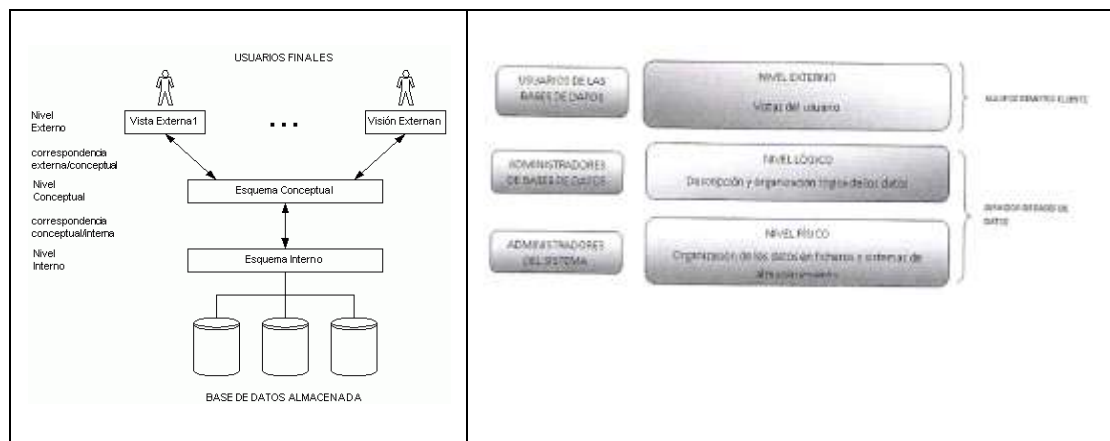 USUARIOS FINALES
Nivel
Externo
Vista Externa1
...
Visión Externan
correspondencia
externa/conceptual
Nivel
Conceptual
Esquema Conceptual
correspondencia
conceptual/interna
Nivel
Interno
Esquema Interno
BASE DE DATOS ALMACENADA
USUARIOS DE LAS
BASES DE DATOS
NIVEL EXTERNO
Vistas del usuario
ADMINISTRADORES
DE BASES DE DATOS
NIVEL LÓGICO
Descripción y organización lógica de los datos
ADMINISTRADORES
DEL SISTEMA
NIVEL FÍSICO
Organización de los datos en ficheros y sistemas de
almacenamiento
DATOS